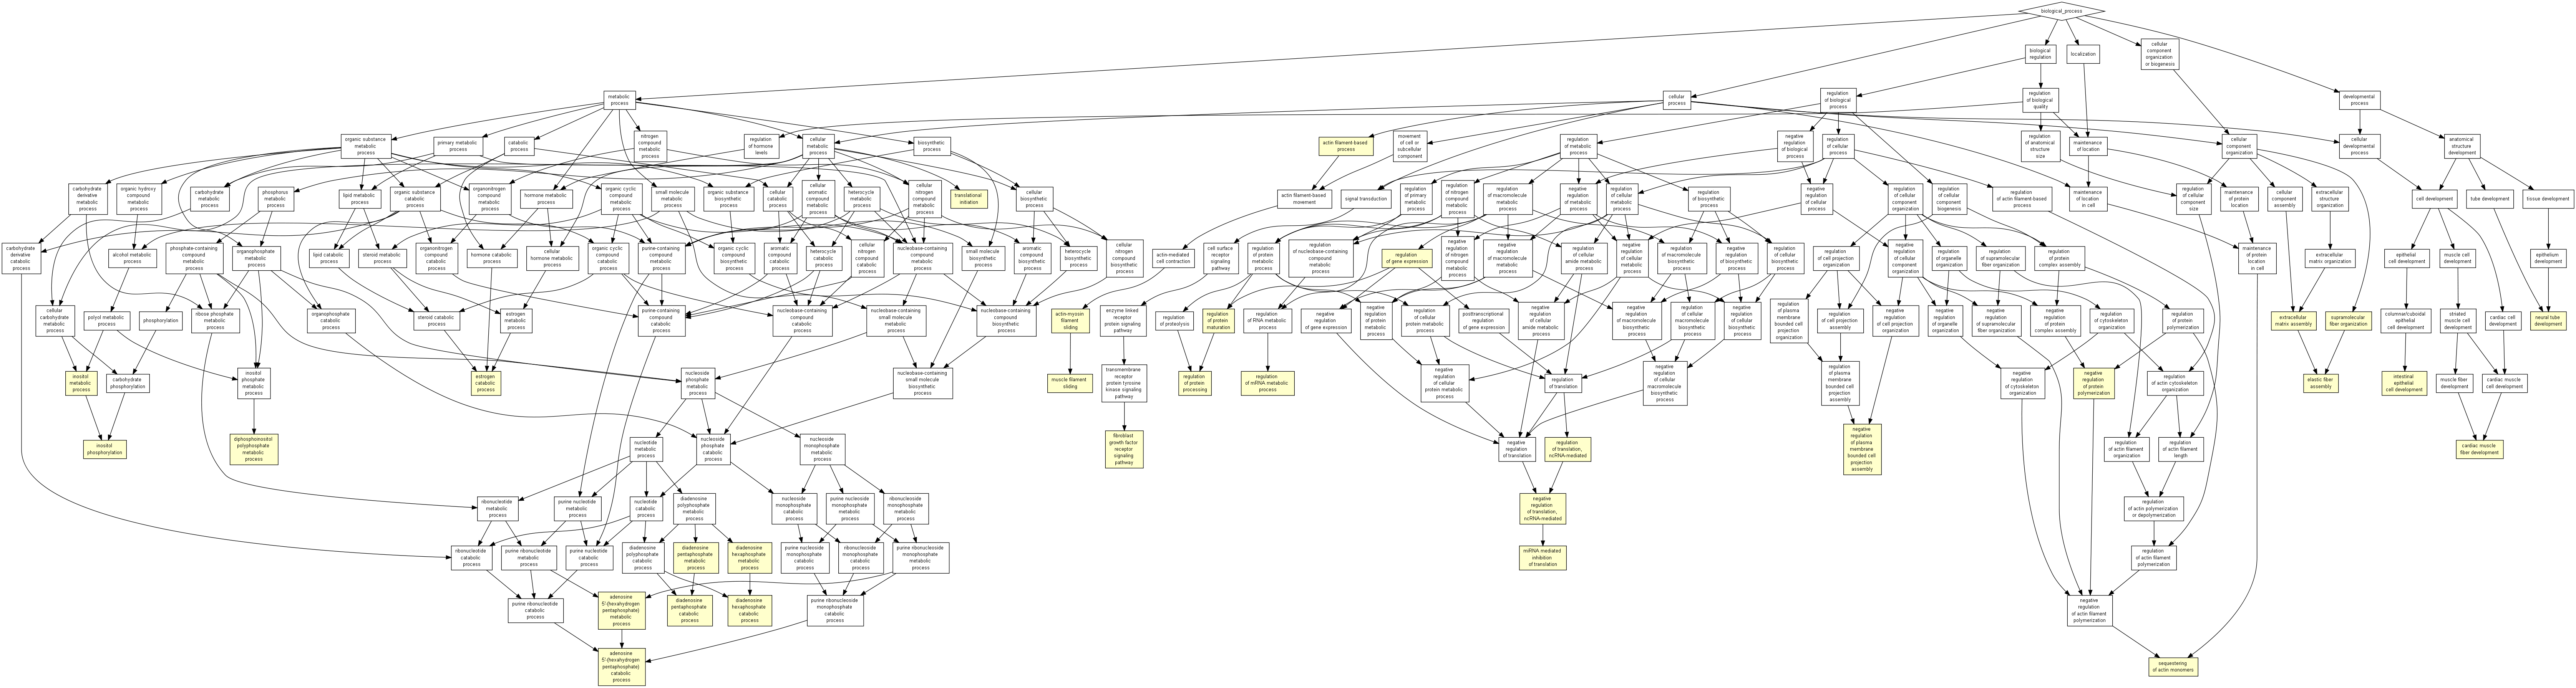 biological_process
biological
regulation
localization
cellular
component
organization
or biogenesis
metabolic
process
cellular
process
regulation
of biological
process
regulation
of biological
quality
developmental
process
organic substance
metabolic
process
primary metabolic
process
catabolic
process
nitrogen
compound
metabolic
process
regulation
of hormone
levels
cellular
metabolic
process
biosynthetic
process
actin filament-based
process
movement
of cell or
subcellular
component
regulation
of metabolic
process
negative
regulation
of biological
process
regulation
of cellular
process
regulation
of anatomical
structure
size
maintenance
of location
cellular
component
organization
cellular
developmental
process
anatomical
structure
development
carbohydrate
derivative
metabolic
process
organic hydroxy
compound
metabolic
process
carbohydrate
metabolic
process
phosphorus
metabolic
process
lipid metabolic
process
organic substance
catabolic
process
organonitrogen
compound
metabolic
process
hormone metabolic
process
organic cyclic
compound
metabolic
process
small molecule
metabolic
process
organic substance
biosynthetic
process
cellular
catabolic
process
cellular
aromatic
compound
metabolic
process
heterocycle
metabolic
process
cellular
nitrogen
compound
metabolic
process
translational
initiation
cellular
biosynthetic
process
actin filament-based
movement
signal transduction
regulation
of primary
metabolic
process
regulation
of nitrogen
compound
metabolic
process
regulation
of macromolecule
metabolic
process
negative
regulation
of metabolic
process
regulation
of cellular
metabolic
process
regulation
of biosynthetic
process
negative
regulation
of cellular
process
regulation
of cellular
component
organization
regulation
of cellular
component
biogenesis
regulation
of actin filament-based
process
maintenance
of location
in cell
regulation
of cellular
component
size
maintenance
of protein
location
cellular
component
assembly
extracellular
structure
organization
cell development
tube development
tissue development
carbohydrate
derivative
catabolic
process
phosphate-containing
compound
metabolic
process
alcohol metabolic
process
organophosphate
metabolic
process
lipid catabolic
process
steroid metabolic
process
organonitrogen
compound
catabolic
process
hormone catabolic
process
cellular
hormone metabolic
process
organic cyclic
compound
catabolic
process
purine-containing
compound
metabolic
process
organic cyclic
compound
biosynthetic
process
aromatic
compound
catabolic
process
heterocycle
catabolic
process
cellular
nitrogen
compound
catabolic
process
nucleobase-containing
compound
metabolic
process
small molecule
biosynthetic
process
aromatic
compound
biosynthetic
process
heterocycle
biosynthetic
process
cellular
nitrogen
compound
biosynthetic
process
actin-mediated
cell contraction
cell surface
receptor
signaling
pathway
regulation
of protein
metabolic
process
regulation
of nucleobase-containing
compound
metabolic
process
regulation
of gene expression
negative
regulation
of nitrogen
compound
metabolic
process
negative
regulation
of macromolecule
metabolic
process
regulation
of cellular
amide metabolic
process
negative
regulation
of cellular
metabolic
process
regulation
of macromolecule
biosynthetic
process
negative
regulation
of biosynthetic
process
regulation
of cellular
biosynthetic
process
regulation
of cell projection
organization
negative
regulation
of cellular
component
organization
regulation
of organelle
organization
regulation
of supramolecular
fiber organization
regulation
of protein
complex assembly
maintenance
of protein
location
in cell
extracellular
matrix organization
epithelial
cell development
muscle cell
development
epithelium
development
cellular
carbohydrate
metabolic
process
polyol metabolic
process
phosphorylation
ribose phosphate
metabolic
process
organophosphate
catabolic
process
steroid catabolic
process
estrogen
metabolic
process
purine-containing
compound
catabolic
process
nucleobase-containing
compound
catabolic
process
nucleobase-containing
small molecule
metabolic
process
nucleobase-containing
compound
biosynthetic
process
actin-myosin
filament
sliding
enzyme linked
receptor
protein signaling
pathway
regulation
of proteolysis
regulation
of protein
maturation
regulation
of RNA metabolic
process
negative
regulation
of gene expression
negative
regulation
of protein
metabolic
process
regulation
of cellular
protein metabolic
process
posttranscriptional
regulation
of gene expression
negative
regulation
of cellular
amide metabolic
process
negative
regulation
of macromolecule
biosynthetic
process
regulation
of cellular
macromolecule
biosynthetic
process
negative
regulation
of cellular
biosynthetic
process
regulation
of plasma
membrane
bounded cell
projection
organization
regulation
of cell projection
assembly
negative
regulation
of cell projection
organization
negative
regulation
of organelle
organization
negative
regulation
of supramolecular
fiber organization
negative
regulation
of protein
complex assembly
regulation
of cytoskeleton
organization
regulation
of protein
polymerization
extracellular
matrix assembly
supramolecular
fiber organization
columnar/cuboidal
epithelial
cell development
striated
muscle cell
development
cardiac cell
development
neural tube
development
inositol
metabolic
process
carbohydrate
phosphorylation
inositol
phosphate
metabolic
process
estrogen
catabolic
process
nucleoside
phosphate
metabolic
process
nucleobase-containing
small molecule
biosynthetic
process
muscle filament
sliding
transmembrane
receptor
protein tyrosine
kinase signaling
pathway
regulation
of protein
processing
regulation
of mRNA metabolic
process
negative
regulation
of cellular
protein metabolic
process
regulation
of translation
negative
regulation
of cellular
macromolecule
biosynthetic
process
regulation
of plasma
membrane
bounded cell
projection
assembly
negative
regulation
of cytoskeleton
organization
negative
regulation
of protein
polymerization
regulation
of actin cytoskeleton
organization
elastic fiber
assembly
intestinal
epithelial
cell development
muscle fiber
development
cardiac muscle
cell development
inositol
phosphorylation
diphosphoinositol
polyphosphate
metabolic
process
nucleotide
metabolic
process
nucleoside
phosphate
catabolic
process
nucleoside
monophosphate
metabolic
process
fibroblast
growth factor
receptor
signaling
pathway
negative
regulation
of translation
regulation
of translation,
ncRNA-mediated
negative
regulation
of plasma
membrane
bounded cell
projection
assembly
regulation
of actin filament
organization
regulation
of actin filament
length
cardiac muscle
fiber development
ribonucleotide
metabolic
process
purine nucleotide
metabolic
process
nucleotide
catabolic
process
diadenosine
polyphosphate
metabolic
process
nucleoside
monophosphate
catabolic
process
purine nucleoside
monophosphate
metabolic
process
ribonucleoside
monophosphate
metabolic
process
negative
regulation
of translation,
ncRNA-mediated
regulation
of actin polymerization
or depolymerization
ribonucleotide
catabolic
process
purine ribonucleotide
metabolic
process
purine nucleotide
catabolic
process
diadenosine
polyphosphate
catabolic
process
diadenosine
pentaphosphate
metabolic
process
diadenosine
hexaphosphate
metabolic
process
purine nucleoside
monophosphate
catabolic
process
ribonucleoside
monophosphate
catabolic
process
purine ribonucleoside
monophosphate
metabolic
process
miRNA mediated
inhibition
of translation
regulation
of actin filament
polymerization
purine ribonucleotide
catabolic
process
adenosine
5'-(hexahydrogen
pentaphosphate)
metabolic
process
diadenosine
pentaphosphate
catabolic
process
diadenosine
hexaphosphate
catabolic
process
purine ribonucleoside
monophosphate
catabolic
process
negative
regulation
of actin filament
polymerization
adenosine
5'-(hexahydrogen
pentaphosphate)
catabolic
process
sequestering
of actin monomers